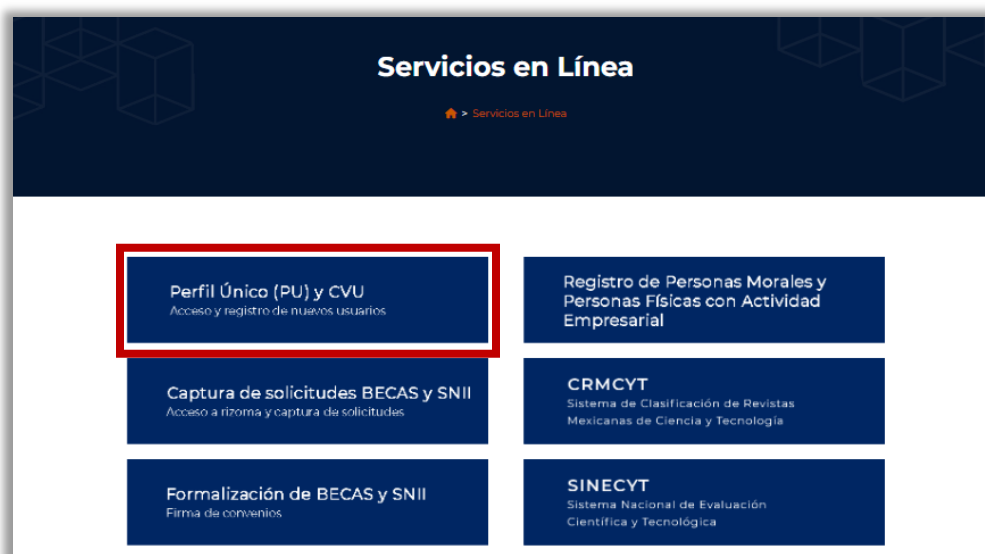 Servicios en Línea
> Servicios en Línea
Perfil Único (PU) y CVU
Acceso y registro de nuevos usuarios
Registro de Personas Morales y
Personas Físicas con Actividad
Empresarial
Captura de solicitudes BECAS y SNII
Acceso a rizoma y captura de solicitudes
CRMCYT
Sistema de Clasificación de Revistas
Mexicanas de Ciencia y Tecnología
Formalización de BECAS y SNII
Firma de convenios
SINECYT
Sistema Nacional de Evaluación
Científica y Tecnológica